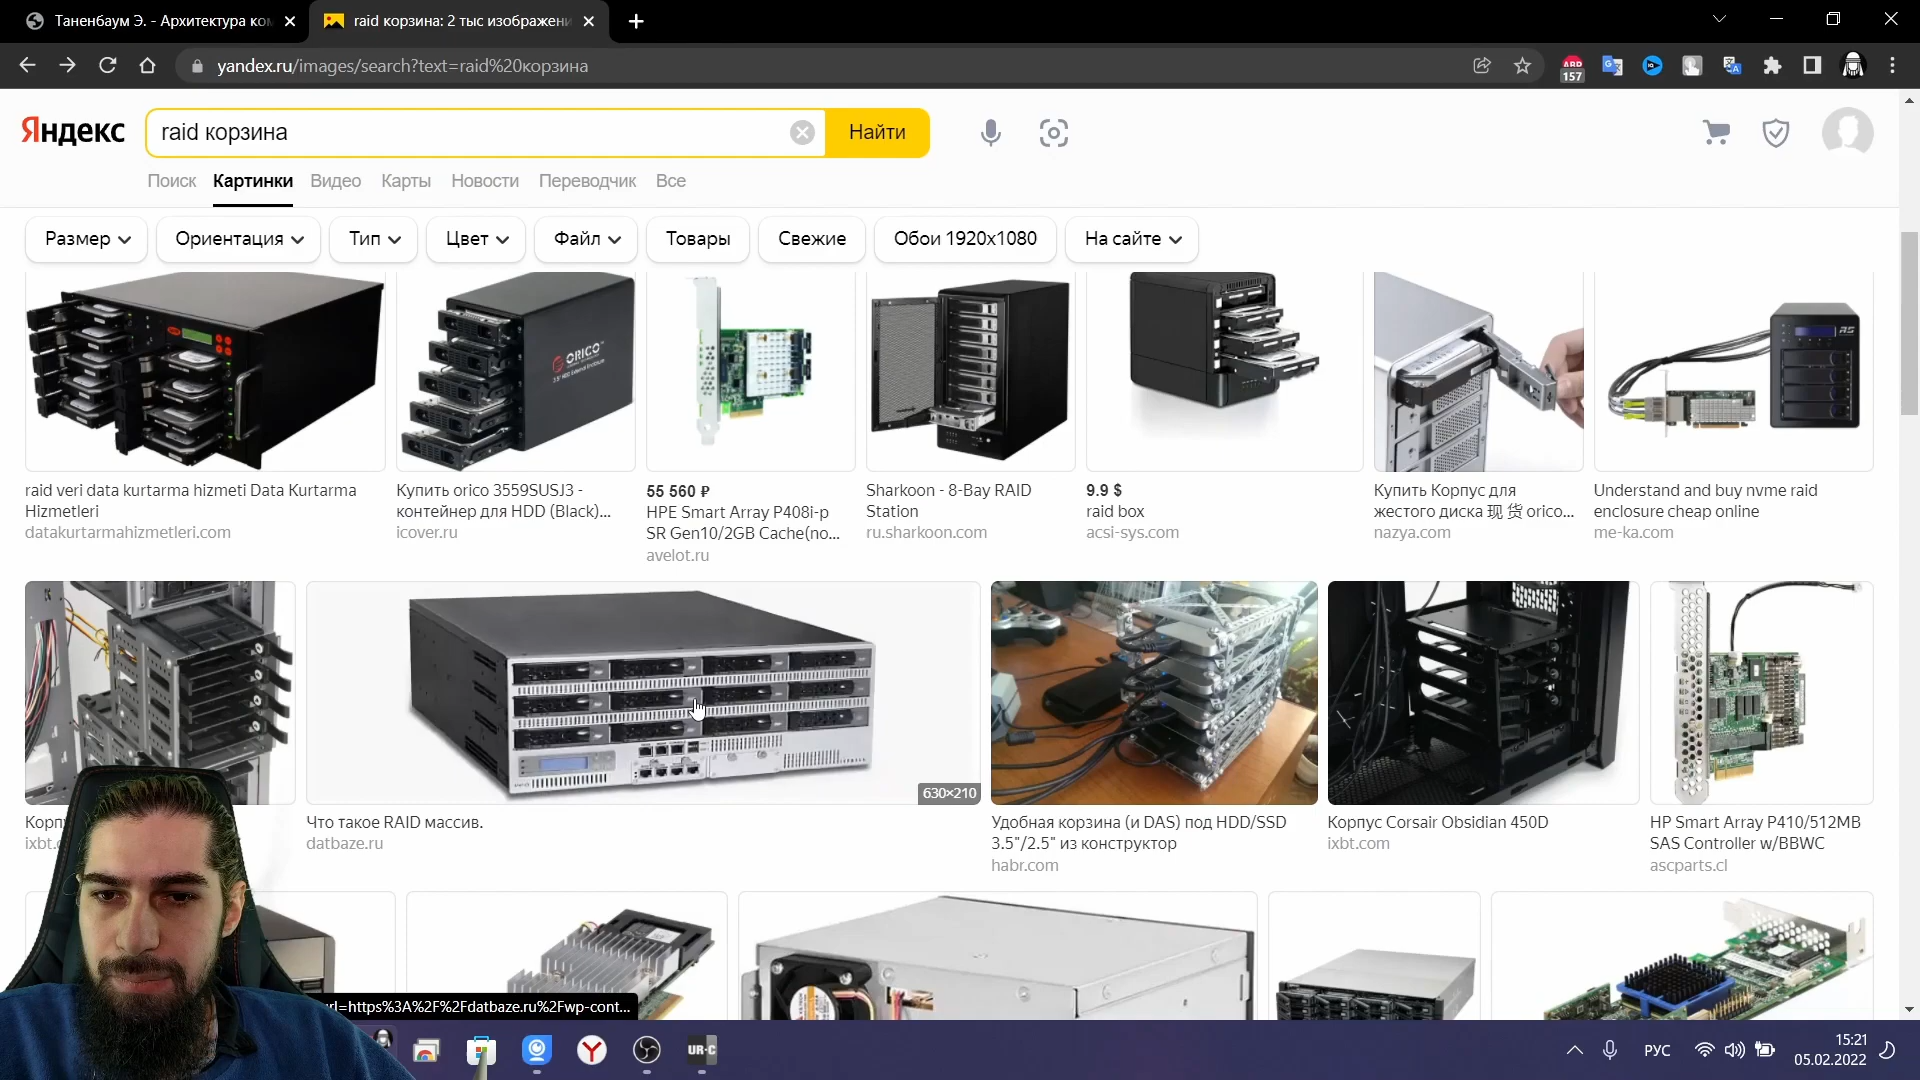 Таненбаум Э. - Архитектура ком
raid корзина: 2 тыс изображени
yandex.ru/images/search?text=raid%20корзина
ABP
157
Яндекс
raid корзина
Найти
Поиск
Картинки
Видео
Карты
Новости
Переводчик
Все
Размер
Ориентация
Тип
Цвет
Файл
Товары
Свежие
Обои 1920x1080
На сайте
ORICO
raid veri data kurtarma hizmeti Data Kurtarma
Hizmetleri
datakurtarmahizmetleri.com
Купить orico 3559SUSJ3 -
контейнер для HDD (Black)...
icover.ru
55 560 ₽
HPE Smart Array P408i-p
SR Gen10/2GB Cache(no...
avelot.ru
Sharkoon - 8-Bay RAID
Station
ru.sharkoon.com
9.9 $
raid box
acsi-sys.com
Купить Корпус для
жесткого диска 现 货 orico...
nazya.com
Understand and buy nvme raid
enclosure cheap online
me-ka.com
630×210
Корп
ixbt.c
Что такое RAID массив.
datbaze.ru
Удобная корзина (и DAS) под HDD/SSD
3.5"/2.5" из конструктор
habr.com
Корпус Corsair Obsidian 450D
ixbt.com
HP Smart Array P410/512MB
SAS Controller w/BBWC
ascparts.cl
rl=https%3A%2F%2Fdatbaze.ru%2Fwp-cont...
UR-C
РУС
15:21
05.02.2022